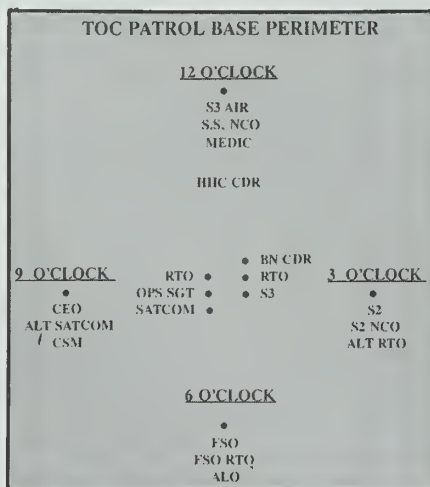 TOC PATROL BASE PERIMETER
12 O'CLOCK
S3 AIR
S.S. NCO
MEDIC
HHC CDR
9 O'CLOCK
CEO
ALT SATCOM
CSM
RTO
OPS SGT
SATCOM
BN CDR
RTO
S3
3 O'CLOCK
S2
S2 NCO
ALT RTO
6 O'CLOCK
FSO
FSO RTO
ALO